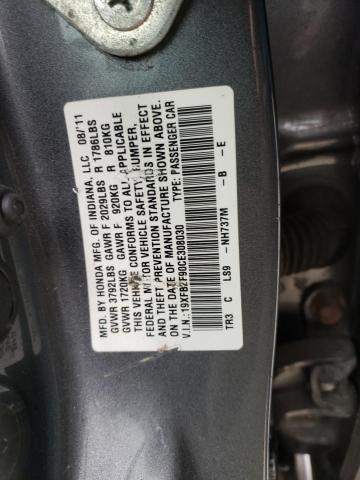 MFD. BY HONDA MFG. OF INDIANA, LLC 08/'11
GVWR 3792LBS GAWR F 2029LBS R 1786LBS
GVWR 1720KG GAWR F 920KG R 810KG
THIS VEHICLE CONFORMS TO ALL APPLICABLE
FEDERAL MOTOR VEHICLE SAFETY, BUMPER,
AND THEFT PREVENTION STANDARDS IN EFFECT
ON THE DATE OF MANUFACTURE SHOWN ABOVE.
V.I.N.:19XFB2F90CE308030 TYPE: PASSENGER CAR
TR3 C LS9 -NH737M -B -E